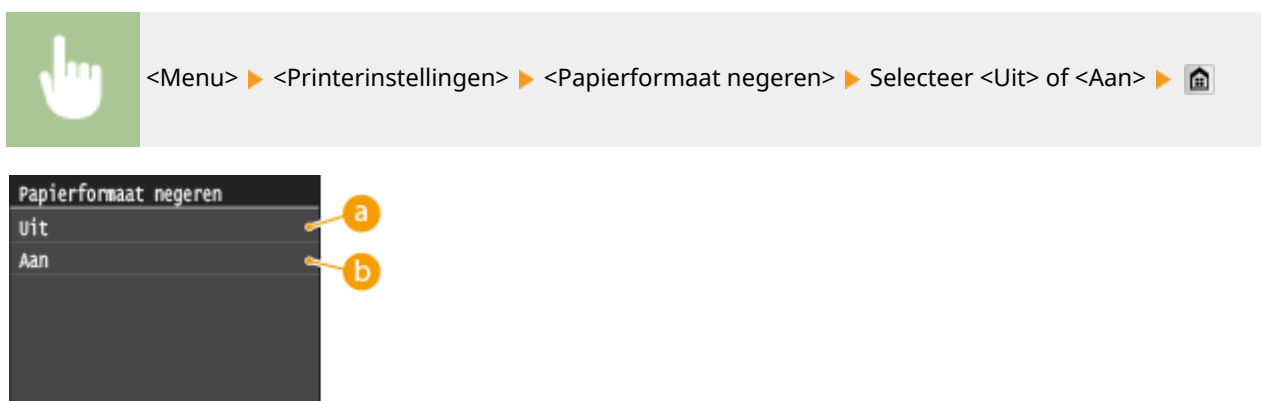 <Menu> ▶ <Printerinstellingen> ▶ <Papierformaat negeren> ▶ Selecteer <Uit> of <Aan> ▶
Papierformaat negeren
Uit
a
Aan
b